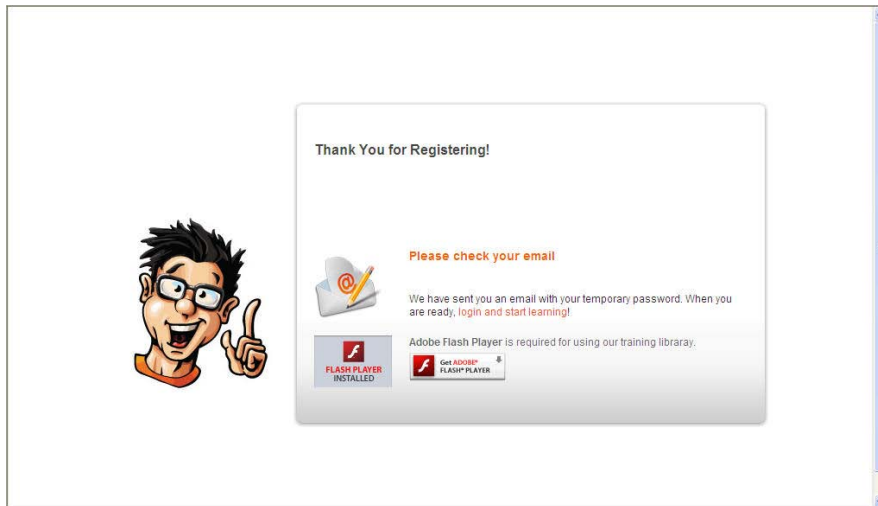 Thank You for Registering!
Please check your email
We have sent you an email with your temporary password. When you
are ready, login and start learning!
FLASH PLAYER
INSTALLED
Adobe Flash Player is required for using our training libraray.
Get ADOBE®
FLASH® PLAYER